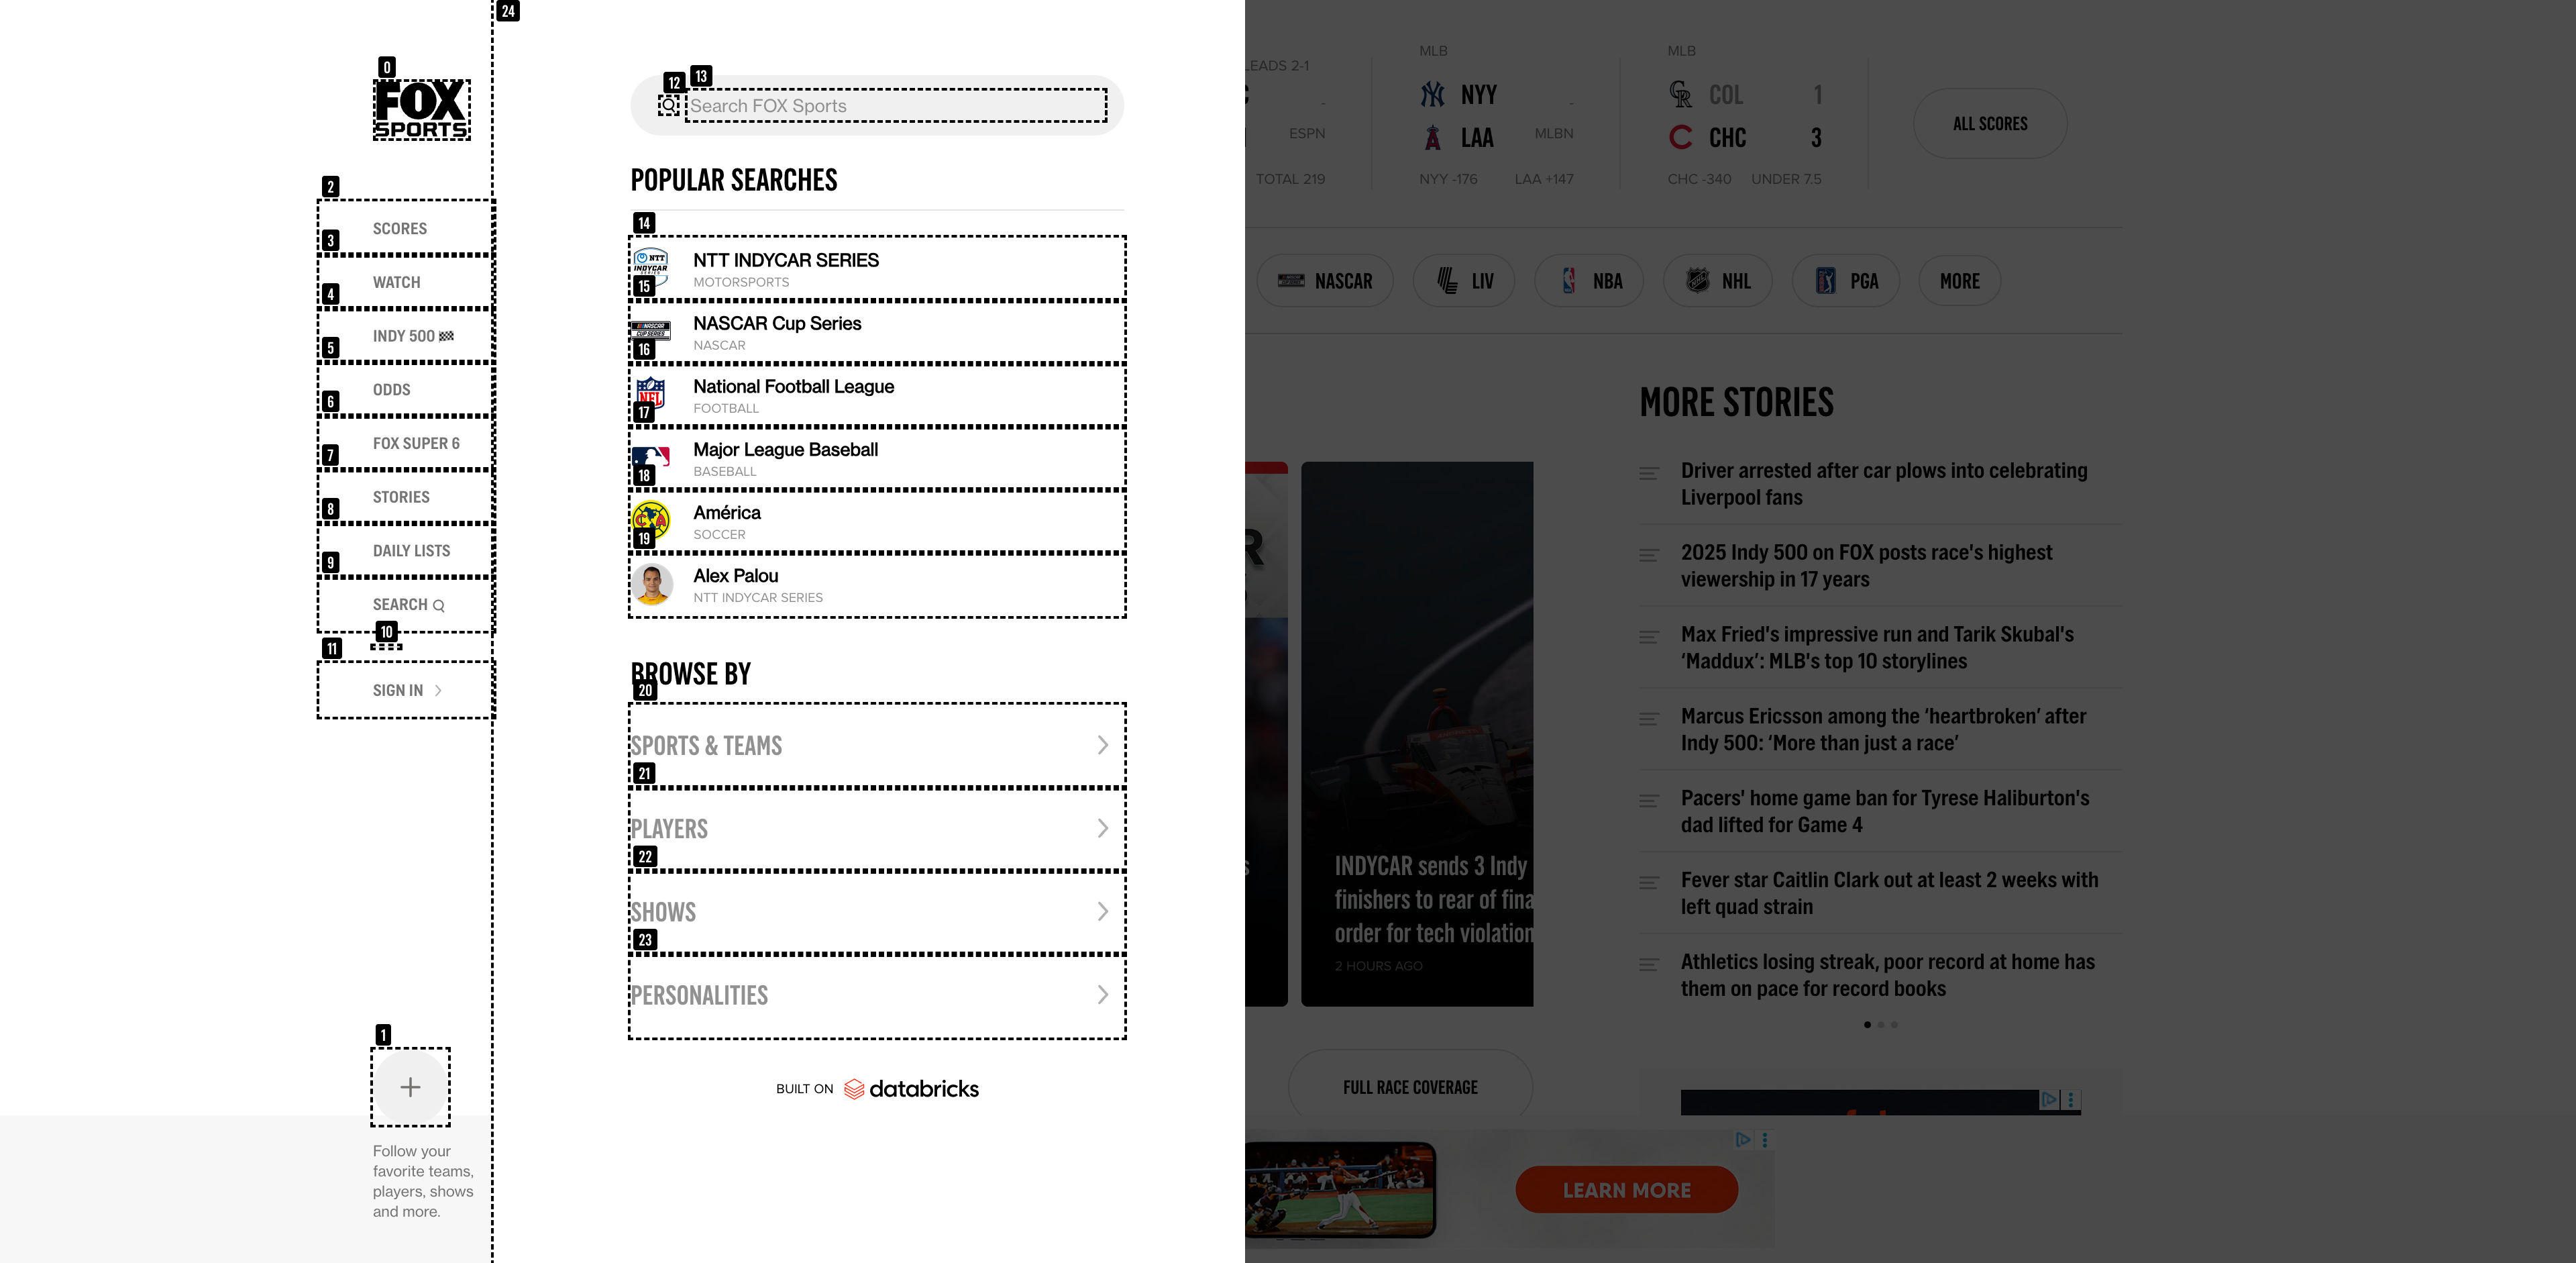 24
0
FOX
SPORTS
2
SCORES
3
WATCH
4
INDY 500
5
ODDS
6
FOX SUPER 6
7
STORIES
8
DAILY LISTS
9
SEARCH
10
11
SIGN IN
1
Follow your
favorite teams,
players, shows
and more.
12
13
Search FOX Sports
POPULAR SEARCHES
14
NTT INDYCAR SERIES
MOTORSPORTS
15
NASCAR Cup Series
NASCAR
16
National Football League
FOOTBALL
17
Major League Baseball
BASEBALL
18
América
SOCCER
19
Alex Palou
NTT INDYCAR SERIES
BROWSE BY
20
SPORTS & TEAMS
21
PLAYERS
22
SHOWS
23
PERSONALITIES
BUILT ON databricks
LEADS 2-1
ESPN
TOTAL 219
MLB
NYY -
LAA MLBN
NYY -176 LAA +147
MLB
COL 1
CHC 3
CHC -340 UNDER 7.5
ALL SCORES
NASCAR
LIV
NBA
NHL
PGA
MORE
INDYCAR sends 3 Indy
finishers to rear of fina
order for tech violation
2 HOURS AGO
FULL RACE COVERAGE
MORE STORIES
Driver arrested after car plows into celebrating
Liverpool fans
2025 Indy 500 on FOX posts race's highest
viewership in 17 years
Max Fried's impressive run and Tarik Skubal's
‘Maddux’: MLB's top 10 storylines
Marcus Ericsson among the ‘heartbroken’ after
Indy 500: ‘More than just a race’
Pacers' home game ban for Tyrese Haliburton's
dad lifted for Game 4
Fever star Caitlin Clark out at least 2 weeks with
left quad strain
Athletics losing streak, poor record at home has
them on pace for record books
LEARN MORE